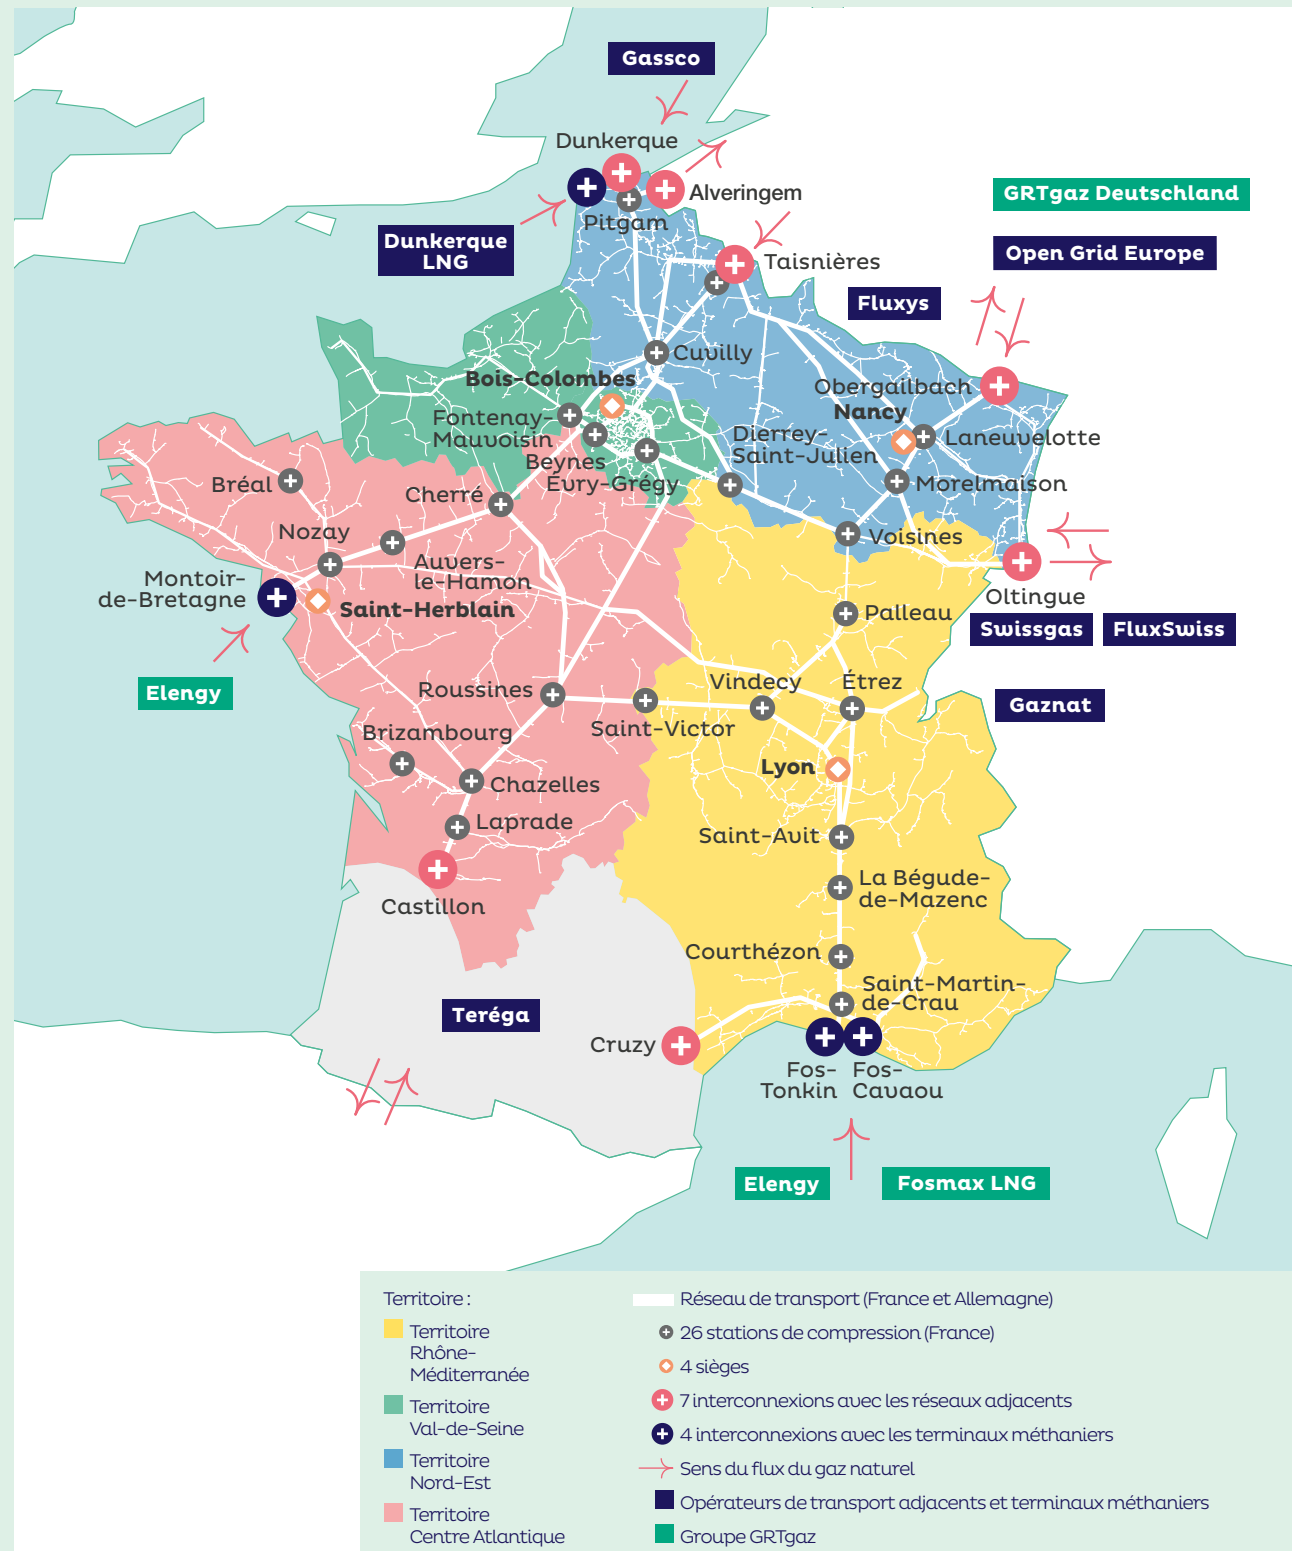 Gassco
Dunkerque
Alveringem
GRTgaz Deutschland
Pitgam
Dunkerque
LNG
Open Grid Europe
Taisnières
Fluxys
Cuvilly
Bois-Colombes
Obergailbach
Nancy
Fontenay-
Mauvoisin
Laneuvelotte
Dierrey-
Saint-Julien
Beynes
Évry-Grégy
Bréal
Morelmaison
Cherré
Nozay
Voisines
Auvers-
le-Hamon
Montoir-
de-Bretagne
Saint-Herblain
Oltingue
Palleau
Swissgas
FluxSwiss
Elengy
Roussines
Vindecy
Étrez
Gaznat
Saint-Victor
Brizambourg
Lyon
Chazelles
Laprade
Saint-Avit
La Bégude-
de-Mazenc
Castillon
Courthézon
Saint-Martin-
de-Crau
Teréga
Cruzy
Fos-
Tonkin
Fos-
Cavaou
Elengy
Fosmax LNG
Territoire :
Territoire
Rhône-
Méditerranée
Territoire
Val-de-Seine
Territoire
Nord-Est
Territoire
Centre Atlantique
Réseau de transport (France et Allemagne)
26 stations de compression (France)
4 sièges
7 interconnexions avec les réseaux adjacents
4 interconnexions avec les terminaux méthaniers
Sens du flux du gaz naturel
Opérateurs de transport adjacents et terminaux méthaniers
Groupe GRTgaz